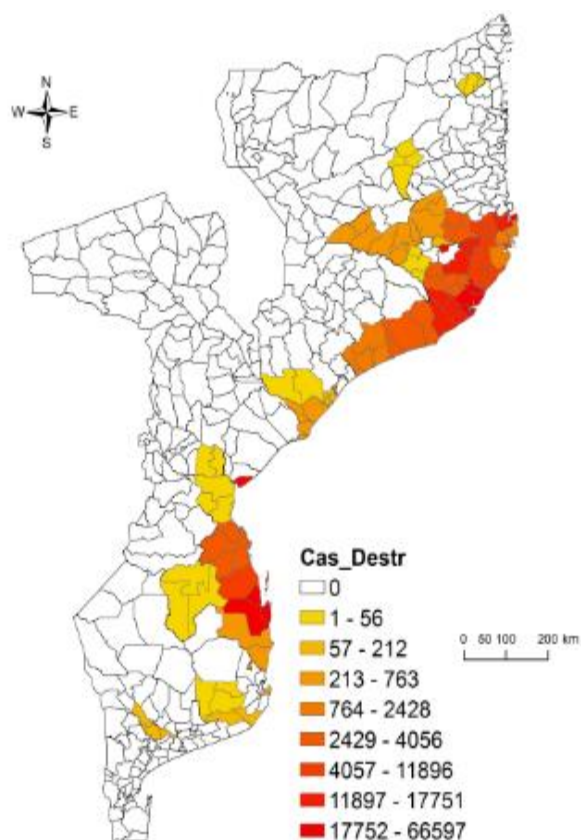 N
W E
S
Cas_Destr
0
1 - 56
57 - 212
213 - 763
764 - 2428
2429 - 4056
4057 - 11896
11897 - 17751
17752 - 66597
0 50 100 200 km